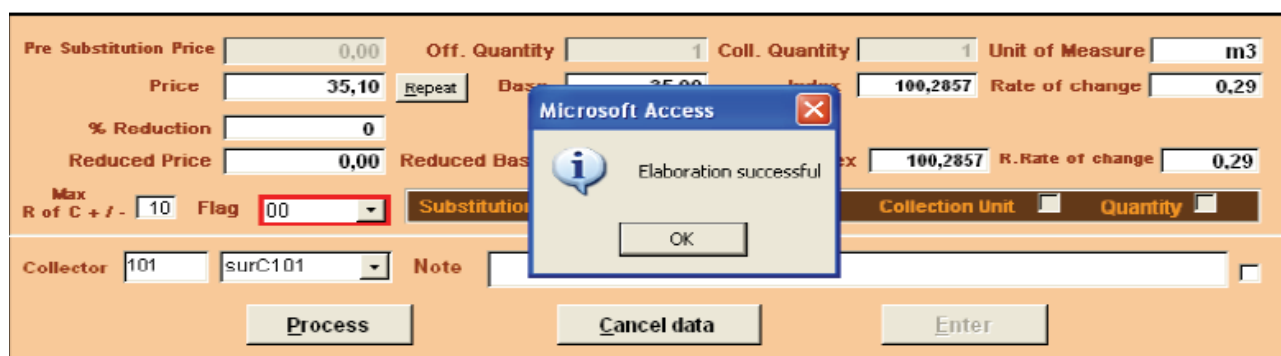 Pre Substitution Price 0,00 Off. Quantity 1 Coll. Quantity 1 Unit of Measure m3
Price 35,10 Repeat 100,2857 Rate of change 0,29
Microsoft Access
% Reduction 0
Elaboration successful
Reduced Price 0,00 Reduced Bas 100,2857 R.Rate of change 0,29
Max
R of C + / - 10 Flag 00 Substitution Collection Unit Quantity
OK
Collector 101 surC101 Note
Process Cancel data Enter